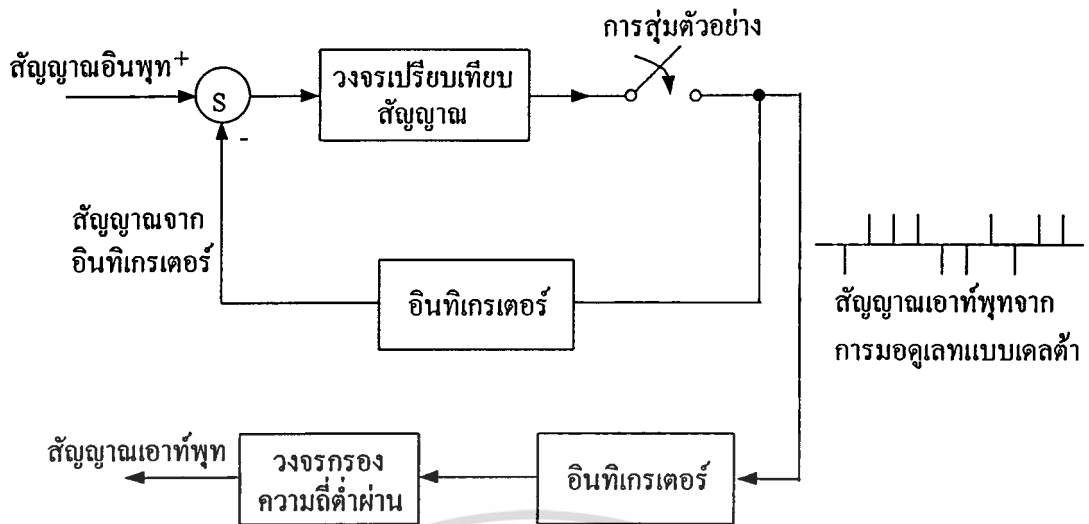 การสุ่มตัวอย่าง
สัญญาณอินพุท+
S
-
วงจรเปรียบเทียบ
สัญญาณ
สัญญาณจาก
อินทิเกรเตอร์
อินทิเกรเตอร์
สัญญาณเอาท์พุทจาก
การมอดูเลทแบบเดลต้า
สัญญาณเอาท์พุท
วงจรกรอง
ความถี่ต่ำผ่าน
อินทิเกรเตอร์